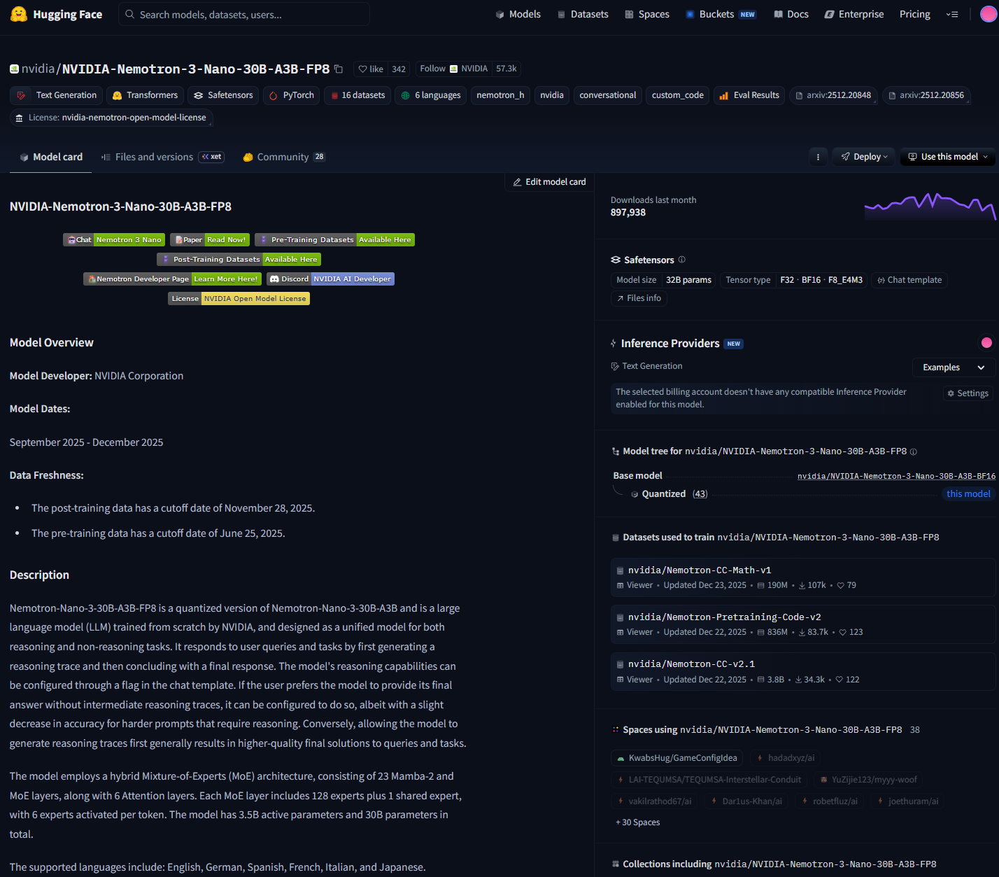 Hugging Face
Search models, datasets, users...
Models
Datasets
Spaces
Buckets NEW
Docs
Enterprise
Pricing
nvidia/NVIDIA-Nemotron-3-Nano-30B-A3B-FP8
like 342
Follow NVIDIA 57.3k
Text Generation
Transformers
Safetensors
PyTorch
16 datasets
6 languages
nemotron_h
nvidia
conversational
custom_code
Eval Results
arxiv:2512.20848
arxiv:2512.20856
License: nvidia-nemotron-open-model-license
Model card
Files and versions xet
Community 28
Deploy
Use this model
Edit model card
NVIDIA-Nemotron-3-Nano-30B-A3B-FP8
Chat Nemotron 3 Nano
Paper Read Now!
Pre-Training Datasets Available Here
Post-Training Datasets Available Here
Nemotron Developer Page Learn More Here!
Discord NVIDIA AI Developer
License NVIDIA Open Model License
Model Overview
Model Developer: NVIDIA Corporation
Model Dates:
September 2025 - December 2025
Data Freshness:
• The post-training data has a cutoff date of November 28, 2025.
• The pre-training data has a cutoff date of June 25, 2025.
Description
Nemotron-Nano-3-30B-A3B-FP8 is a quantized version of Nemotron-Nano-3-30B-A3B and is a large
language model (LLM) trained from scratch by NVIDIA, and designed as a unified model for both
reasoning and non-reasoning tasks. It responds to user queries and tasks by first generating a
reasoning trace and then concluding with a final response. The model's reasoning capabilities can
be configured through a flag in the chat template. If the user prefers the model to provide its final
answer without intermediate reasoning traces, it can be configured to do so, albeit with a slight
decrease in accuracy for harder prompts that require reasoning. Conversely, allowing the model to
generate reasoning traces first generally results in higher-quality final solutions to queries and tasks.
The model employs a hybrid Mixture-of-Experts (MoE) architecture, consisting of 23 Mamba-2 and
MoE layers, along with 6 Attention layers. Each MoE layer includes 128 experts plus 1 shared expert,
with 6 experts activated per token. The model has 3.5B active parameters and 30B parameters in
total.
The supported languages include: English, German, Spanish, French, Italian, and Japanese.
Downloads last month
897,938
Safetensors
Model size 32B params
Tensor type F32 · BF16 · F8_E4M3
Chat template
Files info
Inference Providers NEW
Text Generation
Examples
The selected billing account doesn't have any compatible Inference Provider
enabled for this model.
Settings
Model tree for nvidia/NVIDIA-Nemotron-3-Nano-30B-A3B-FP8
Base model nvidia/NVIDIA-Nemotron-3-Nano-30B-A3B-BF16
Quantized (43) this model
Datasets used to train nvidia/NVIDIA-Nemotron-3-Nano-30B-A3B-FP8
nvidia/Nemotron-CC-Math-v1
Viewer • Updated Dec 23, 2025 • 190M • 107k • 79
nvidia/Nemotron-Pretraining-Code-v2
Viewer • Updated Dec 22, 2025 • 836M • 83.7k • 123
nvidia/Nemotron-CC-v2.1
Viewer • Updated Dec 22, 2025 • 3.8B • 34.3k • 122
Spaces using nvidia/NVIDIA-Nemotron-3-Nano-30B-A3B-FP8 38
KwabsHug/GameConfigIdea
hadadxyz/ai
LAI-TEQUMSA/TEQUMSA-Interstellar-Conduit
YuZijie123/myyy-woof
vakilrathod67/ai
Dar1us-Khan/ai
robetfluz/ai
joethuram/ai
+ 30 Spaces
Collections including nvidia/NVIDIA-Nemotron-3-Nano-30B-A3B-FP8